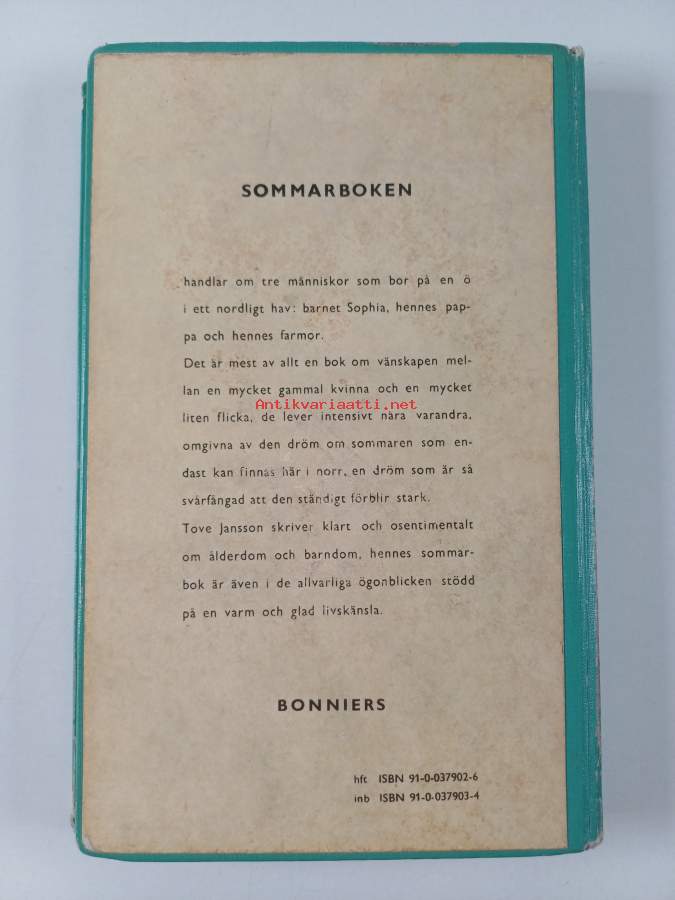 SOMMARBOKEN
handlar om tre människor som bor på en ö
i ett nordligt hav: barnet Sophia, hennes pap-
pa och hennes farmor.
Det är mest av allt en bok om vänskapen mel-
lan en mycket gammal kvinna och en mycket
Antikvariaatti.net
liten flicka, de lever intensivt nära varandra,
omgivna av den dröm om sommaren som en-
dast kan finnas här i norr, en dröm som är så
svårfångad att den ständigt förblir stark.
Tove Jansson skriver klart och osentimentalt
om ålderdom och barndom, hennes sommar-
bok är även i de allvarliga ögonblicken stödd
på en varm och glad livskänsla.
BONNIERS
hft ISBN 91-0-037902-6
inb ISBN 91-0-037903-4